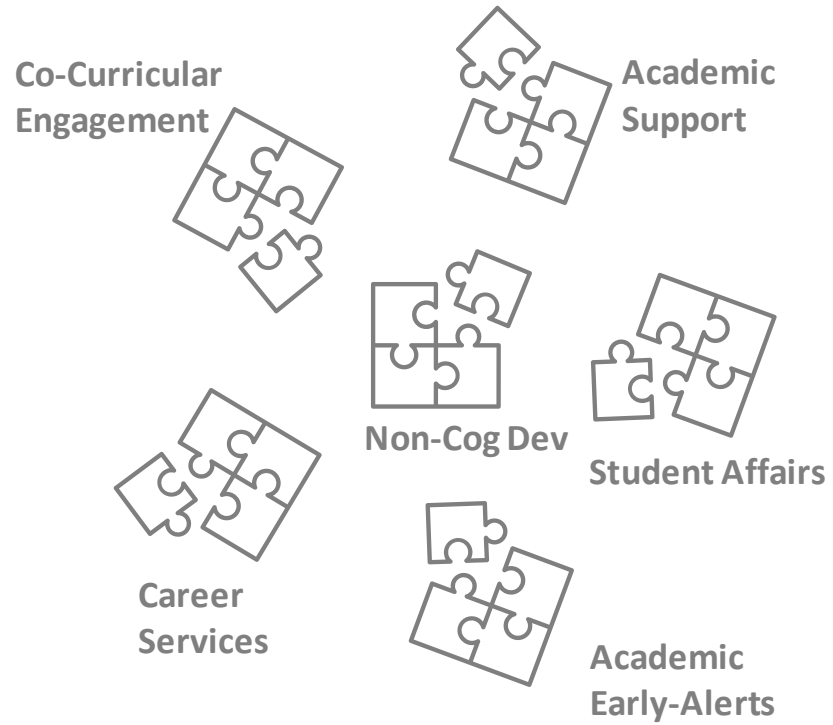 Co-Curricular
Engagement
Academic
Support
Non-Cog Dev
Student Affairs
Career
Services
Academic
Early-Alerts